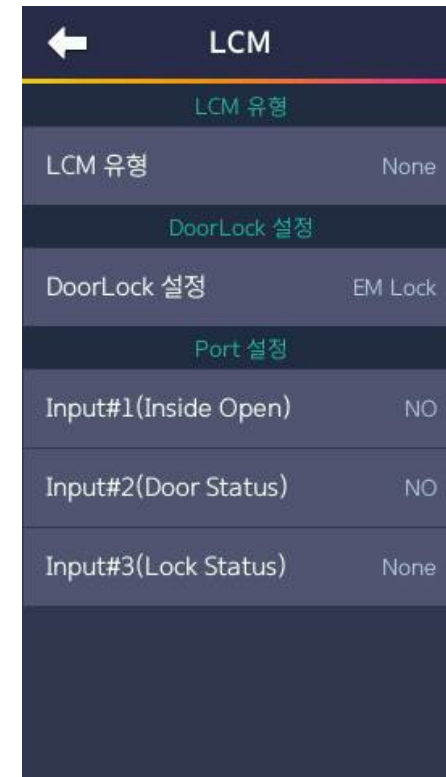 LCM
LCM 유형
LCM 유형 None
DoorLock 설정
DoorLock 설정 EM Lock
Port 설정
Input#1(Inside Open) NO
Input#2(Door Status) NO
Input#3(Lock Status) None